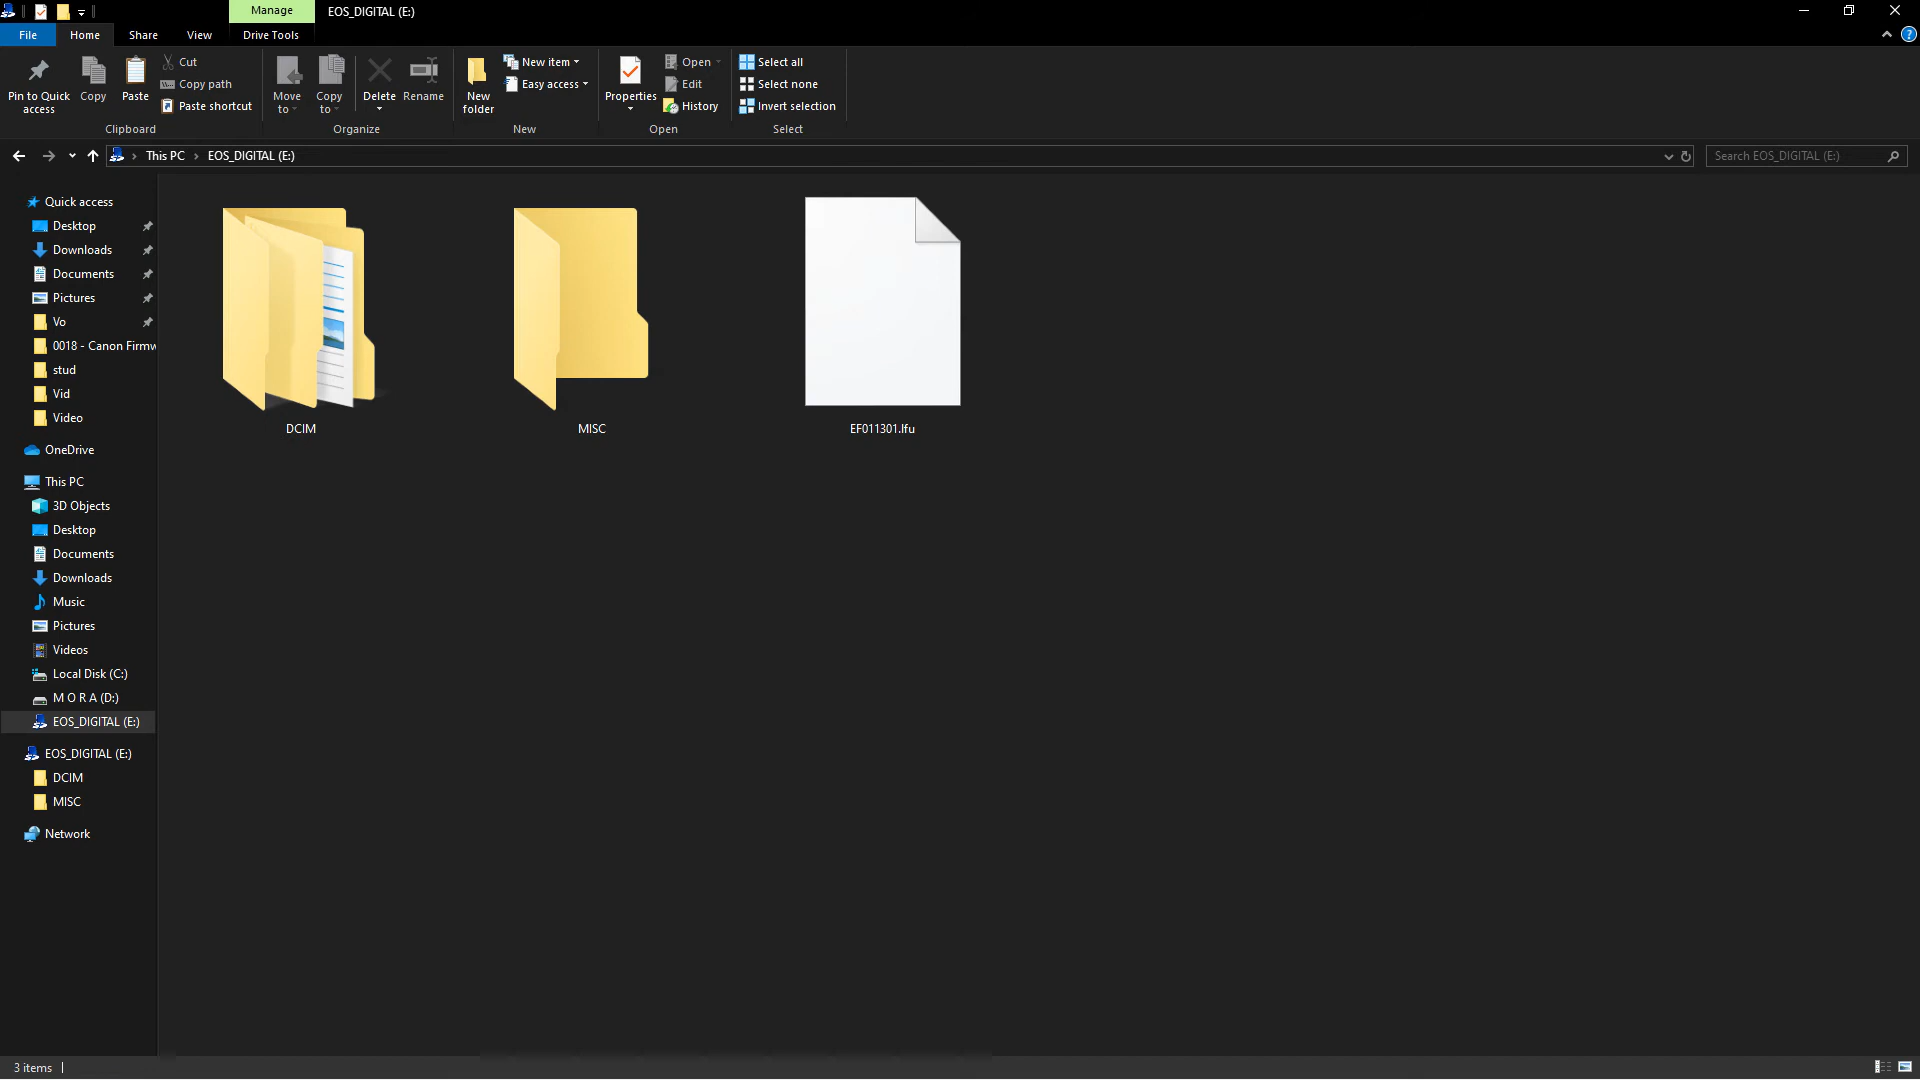 Manage
EOS_DIGITAL (E:)
File
Home
Share
View
Drive Tools
Pin to Quick access
Copy
Paste
Cut
Copy path
Paste shortcut
Clipboard
Move to
Copy to
Delete
Rename
Organize
New folder
New item
Easy access
New
Properties
Open
Edit
History
Open
Select all
Select none
Invert selection
Select
This PC
EOS_DIGITAL (E:)
Search EOS_DIGITAL (E:)
Quick access
Desktop
Downloads
Documents
Pictures
Vo
0018 - Canon Firmw
stud
Vid
Video
OneDrive
This PC
3D Objects
Desktop
Documents
Downloads
Music
Pictures
Videos
Local Disk (C:)
M O R A (D:)
EOS_DIGITAL (E:)
EOS_DIGITAL (E:)
DCIM
MISC
Network
DCIM
MISC
EF011301.lfu
3 items